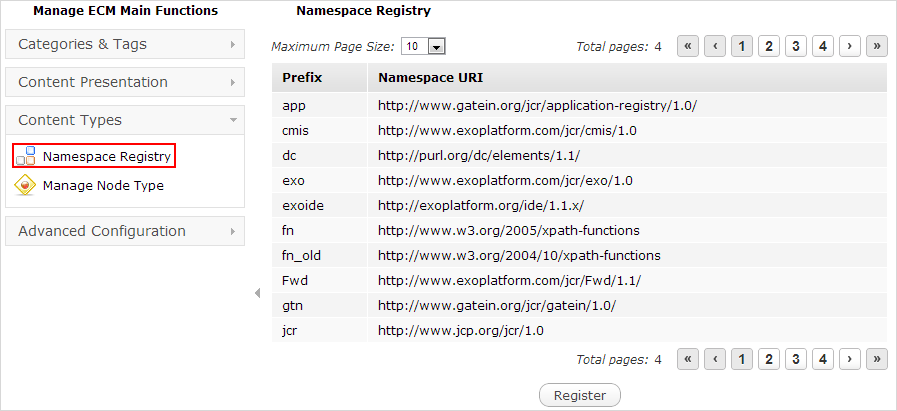 Manage ECM Main Functions
Categories & Tags
Content Presentation
Content Types
Namespace Registry
Manage Node Type
Advanced Configuration
Namespace Registry
Maximum Page Size: 10 Total pages: 4 « ‹ 1 2 3 4 › »
Prefix Namespace URI
app http://www.gatein.org/jcr/application-registry/1.0/
cmis http://www.exoplatform.com/jcr/cmis/1.0
dc http://purl.org/dc/elements/1.1/
exo http://www.exoplatform.com/jcr/exo/1.0
exoide http://exoplatform.org/ide/1.1.x/
fn http://www.w3.org/2005/xpath-functions
fn_old http://www.w3.org/2004/10/xpath-functions
Fwd http://www.exoplatform.com/jcr/Fwd/1.1/
gtn http://www.gatein.org/jcr/gatein/1.0/
jcr http://www.jcp.org/jcr/1.0
Total pages: 4 « ‹ 1 2 3 4 › »
Register